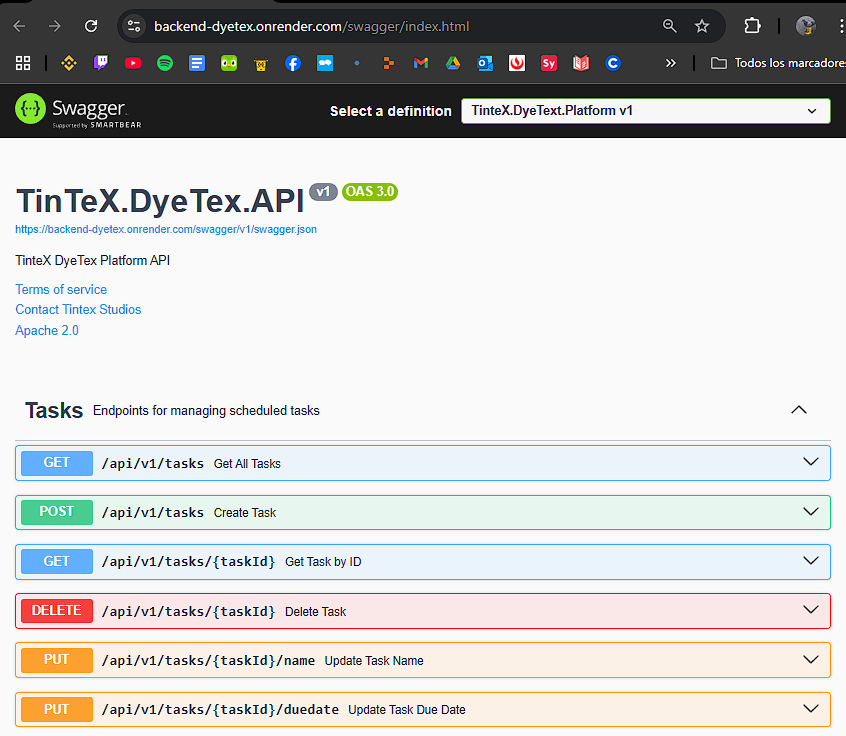 backend-dyetex.onrender.com/swagger/index.html
Sy
Todos los marcadores
Swagger.
Supported by SMARTBEAR
Select a definition
TinteX.DyeText.Platform v1
TinTeX.DyeTex.API v1 OAS 3.0
https://backend-dyetex.onrender.com/swagger/v1/swagger.json
TinteX DyeTex Platform API
Terms of service
Contact Tintex Studios
Apache 2.0
Tasks Endpoints for managing scheduled tasks
GET /api/v1/tasks Get All Tasks
POST /api/v1/tasks Create Task
GET /api/v1/tasks/{taskId} Get Task by ID
DELETE /api/v1/tasks/{taskId} Delete Task
PUT /api/v1/tasks/{taskId}/name Update Task Name
PUT /api/v1/tasks/{taskId}/duedate Update Task Due Date